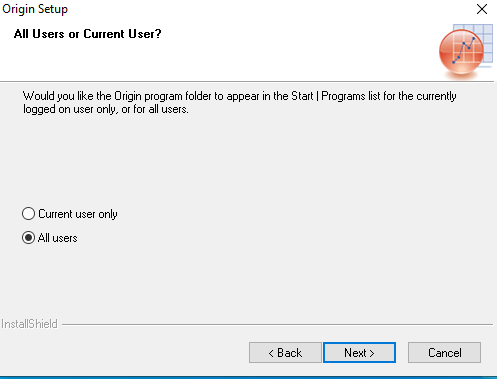 Origin Setup
All Users or Current User?
Would you like the Origin program folder to appear in the Start | Programs list for the currently
logged on user only, or for all users.
Current user only
All users
InstallShield
< Back
Next >
Cancel